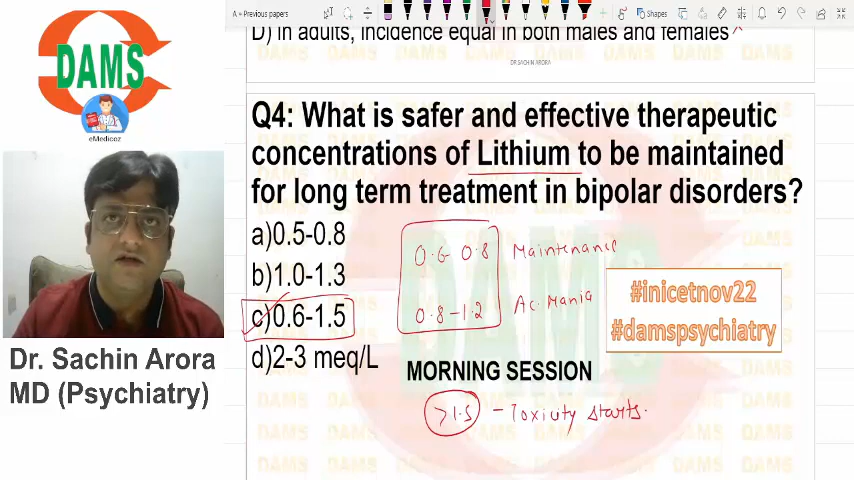 A = Previous papers
Shapes
D) In adults, incidence equal in both males and females
DR SACHIN ARORA
DAMS
eMedicoz
Q4: What is safer and effective therapeutic
concentrations of Lithium to be maintained
for long term treatment in bipolar disorders?
a)0.5-0.8
b)1.0-1.3
c)0.6-1.5
d)2-3 meq/L
0.6- 0.8 Maintenance
0.8-1.2 Ac. Mania
#inicetnov22
#damspsychiatry
MORNING SESSION
>1.5 - Toxicity starts.
Dr. Sachin Arora
MD (Psychiatry)